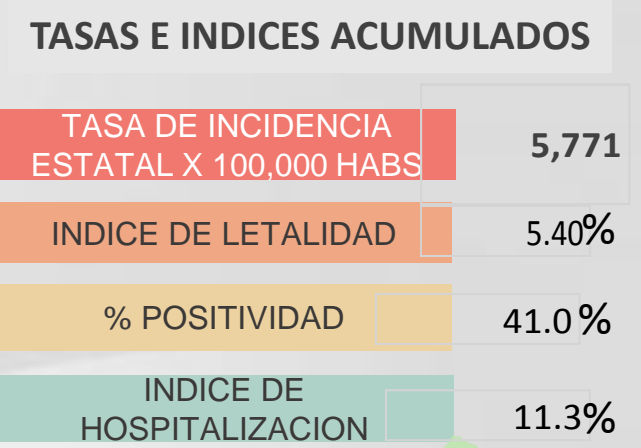 TASAS E INDICES ACUMULADOS
TASA DE INCIDENCIA
ESTATAL X 100,000 HABS
5,771
INDICE DE LETALIDAD
5.40%
% POSITIVIDAD
41.0 %
INDICE DE
HOSPITALIZACION
11.3%